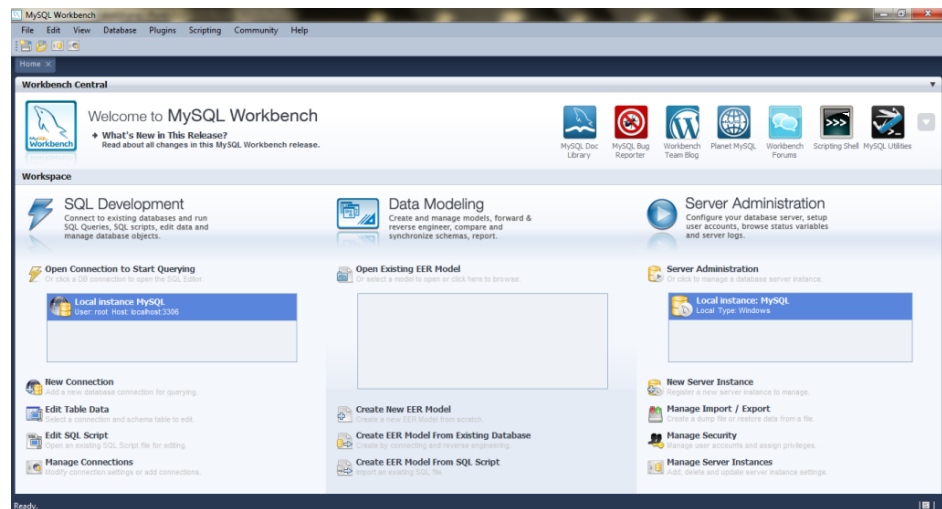 MySQL Workbench
File Edit View Database Plugins Scripting Community Help
Home
Workbench Central
Welcome to MySQL Workbench
What's New in This Release?
Read about all changes in this MySQL Workbench release.
MySQL
Workbench
MySQL Doc
Library
MySQL Bug
Reporter
Workbench
Team Blog
Planet MySQL
Workbench
Forums
Scripting Shell
MySQL Utilities
Workspace
SQL Development
Connect to existing databases and run
SQL Queries, SQL scripts, edit data and
manage database objects.
Open Connection to Start Querying
Or click a DB connection to open the SQL Editor.
Local instance MySQL
User: root Host: localhost:3306
New Connection
Add a new database connection for querying.
Edit Table Data
Select a connection and schema table to edit.
Edit SQL Script
Open an existing SQL Script file for editing.
Manage Connections
Modify connection settings or add connections.
Data Modeling
Create and manage models, forward &
reverse engineer, compare and
synchronize schemas, report.
Open Existing EER Model
Or select a model to open or click here to browse.
Create New EER Model
Create a new EER Model from scratch.
Create EER Model From Existing Database
Create by connecting and reverse engineering.
Create EER Model From SQL Script
Import an existing SQL file.
Server Administration
Configure your database server, setup
user accounts, browse status variables
and server logs.
Server Administration
Or click to manage a database server instance.
Local instance: MySQL
Local Type: Windows
New Server Instance
Register a new server instance to manage.
Manage Import / Export
Create a dump file or restore data from a file.
Manage Security
Manage user accounts and assign privileges.
Manage Server Instances
Add, delete and update server instance settings.
Ready.